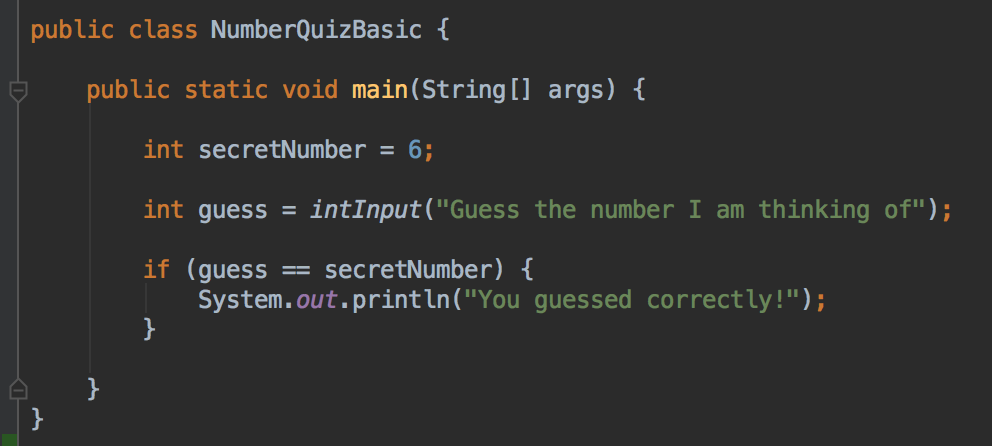 public class NumberQuizBasic {
public static void main(String[] args) {
int secretNumber = 6;
int guess = intInput("Guess the number I am thinking of");
if (guess == secretNumber) {
System.out.println("You guessed correctly!");
}
}
}